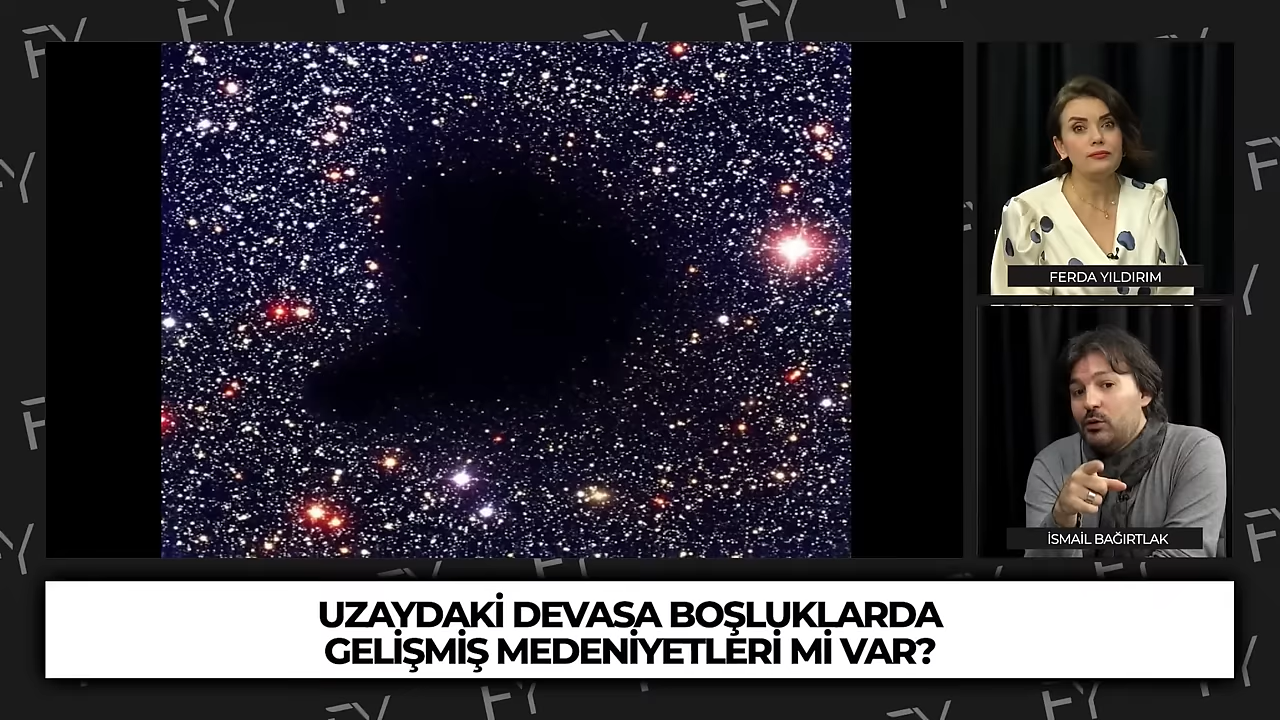 FERDA YILDIRIM
İSMAİL BAĞIRTLAK
UZAYDAKİ DEVASA BOŞLUKLARDA
GELİŞMİŞ MEDENİYETLERİ Mİ VAR?